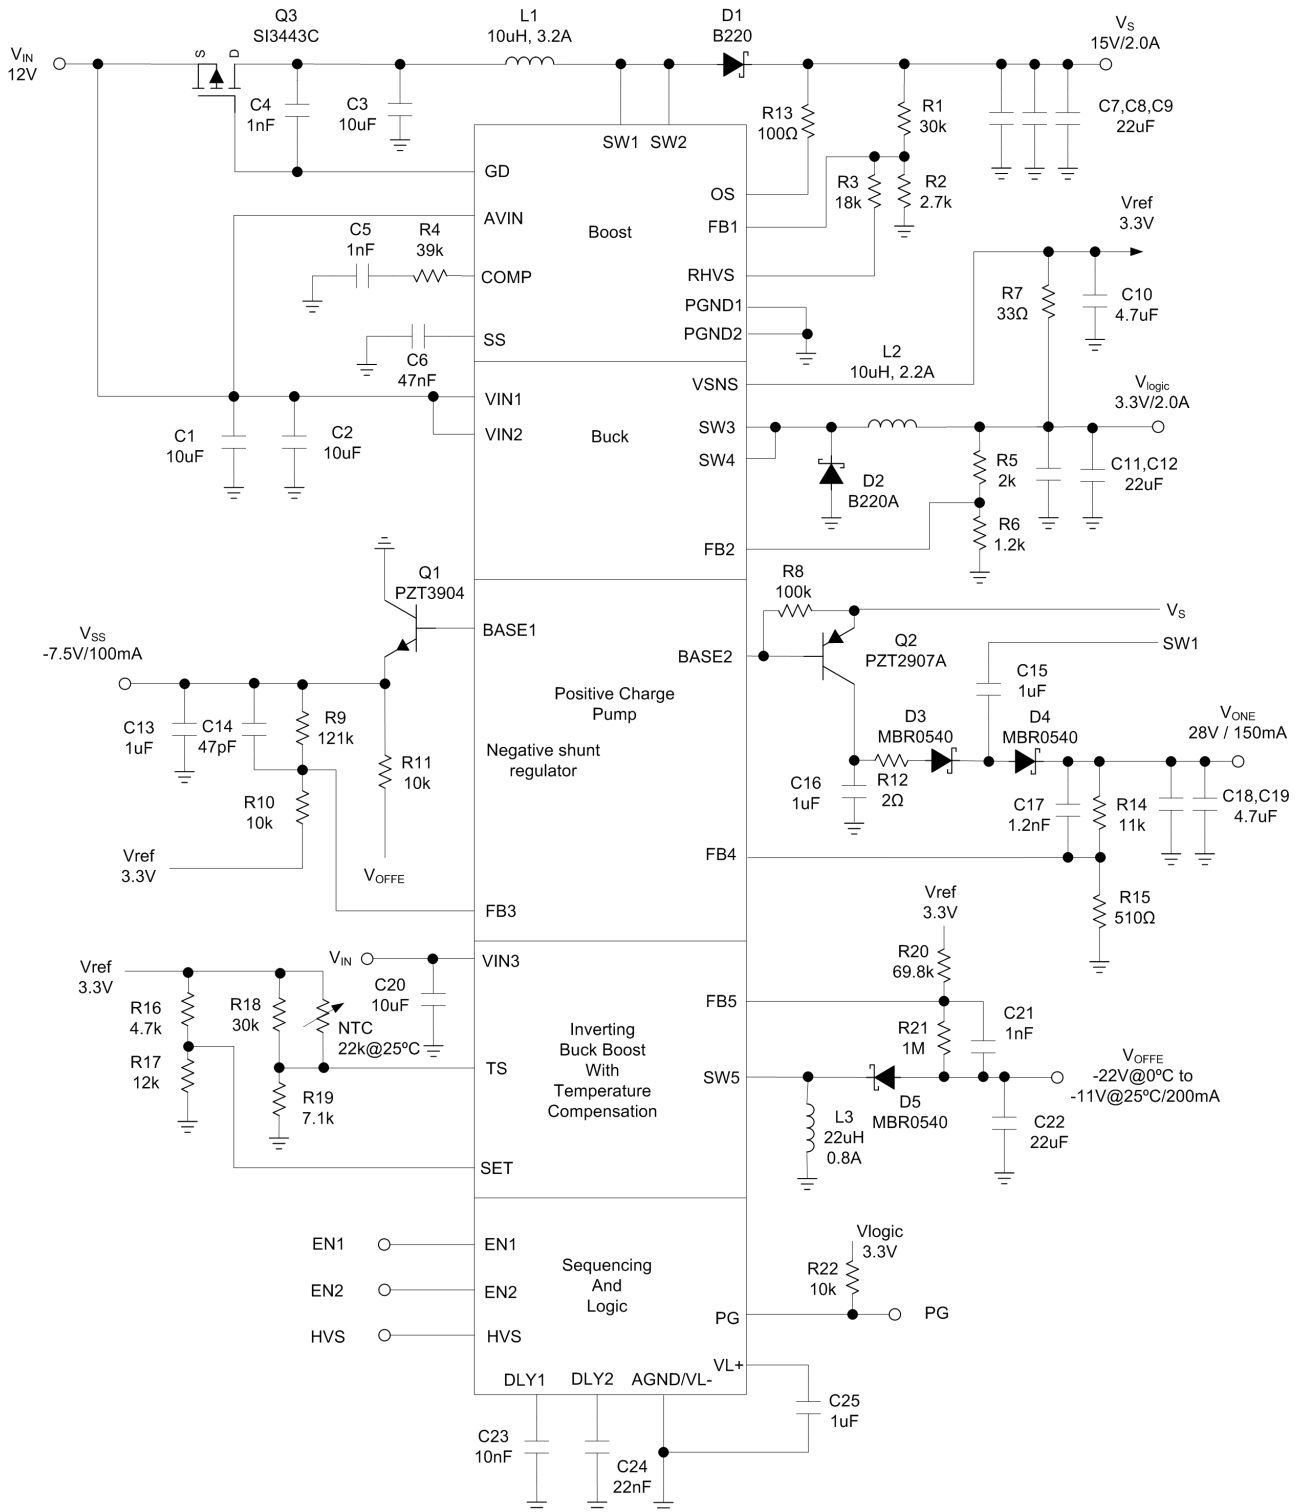 Q3
SI3443C
L1
10uH, 3.2A
D1
B220
VS
15V/2.0A
VIN
12V
S
D
C4
1nF
C3
10uF
R13
100Ω
R1
30k
C7,C8,C9
22uF
SW1 SW2
GD
OS
R3
18k
R2
2.7k
Vref
3.3V
AVIN
FB1
Boost
C5
1nF
R4
39k
COMP
RHVS
PGND1
PGND2
R7
33Ω
C10
4.7uF
SS
C6
47nF
L2
10uH, 2.2A
VSNS
Vlogic
3.3V/2.0A
VIN1
VIN2
Buck
SW3
SW4
C1
10uF
C2
10uF
D2
B220A
R5
2k
C11,C12
22uF
R6
1.2k
FB2
Q1
PZT3904
R8
100k
VS
BASE1
BASE2
Q2
PZT2907A
SW1
VSS
-7.5V/100mA
C15
1uF
Positive Charge
Pump
Negative shunt
regulator
C13
1uF
C14
47pF
R9
121k
R11
10k
D3
MBR0540
D4
MBR0540
VONE
28V / 150mA
C16
1uF
R12
2Ω
C17
1.2nF
R14
11k
C18,C19
4.7uF
R10
10k
Vref
3.3V
VOFFE
FB4
FB3
R15
510Ω
Vref
3.3V
R20
69.8k
VIN
VIN3
C20
10uF
Vref
3.3V
R16
4.7k
R18
30k
NTC
22k@25ºC
FB5
R21
1M
C21
1nF
Inverting
Buck Boost
With
Temperature
Compensation
R17
12k
TS
SW5
VOFFE
-22V@0ºC to
-11V@25ºC/200mA
R19
7.1k
D5
MBR0540
L3
22uH
0.8A
C22
22uF
SET
EN1
EN1
EN2
EN2
HVS
HVS
Sequencing
And
Logic
Vlogic
3.3V
R22
10k
PG
PG
VL+
DLY1 DLY2 AGND/VL-
C25
1uF
C23
10nF
C24
22nF